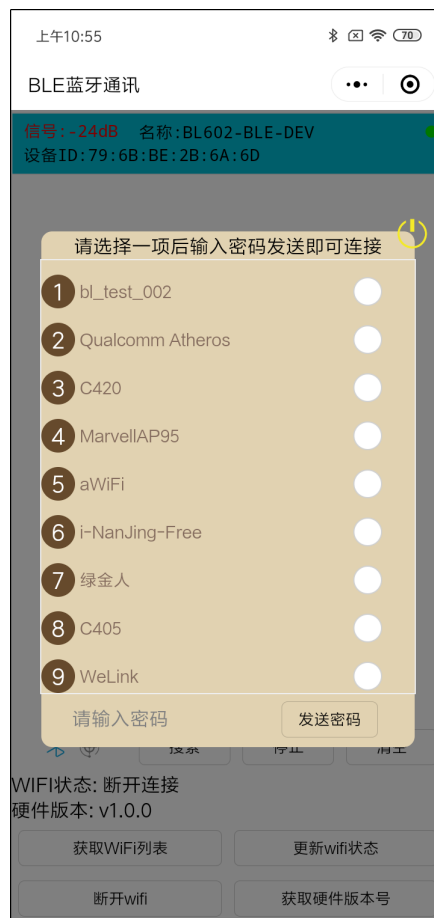 上午10:55 70
BLE蓝牙通讯
信号:-24dB 名称:BL602-BLE-DEV
设备ID:79:6B:BE:2B:6A:6D
请选择一项后输入密码发送即可连接
1 bl_test_002
2 Qualcomm Atheros
3 C420
4 MarvellAP95
5 aWiFi
6 i-NanJing-Free
7 绿金人
8 C405
9 WeLink
请输入密码 发送密码
搜索 停止 清空
WIFI状态: 断开连接
硬件版本: v1.0.0
获取WiFi列表 更新wifi状态
断开wifi 获取硬件版本号